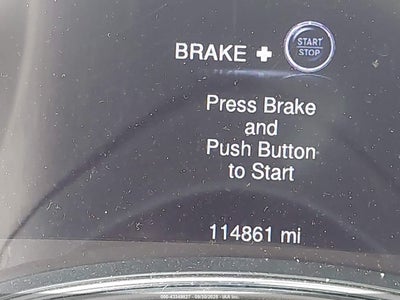 BRAKE + START STOP
Press Brake
and
Push Button
to Start
114861 mi